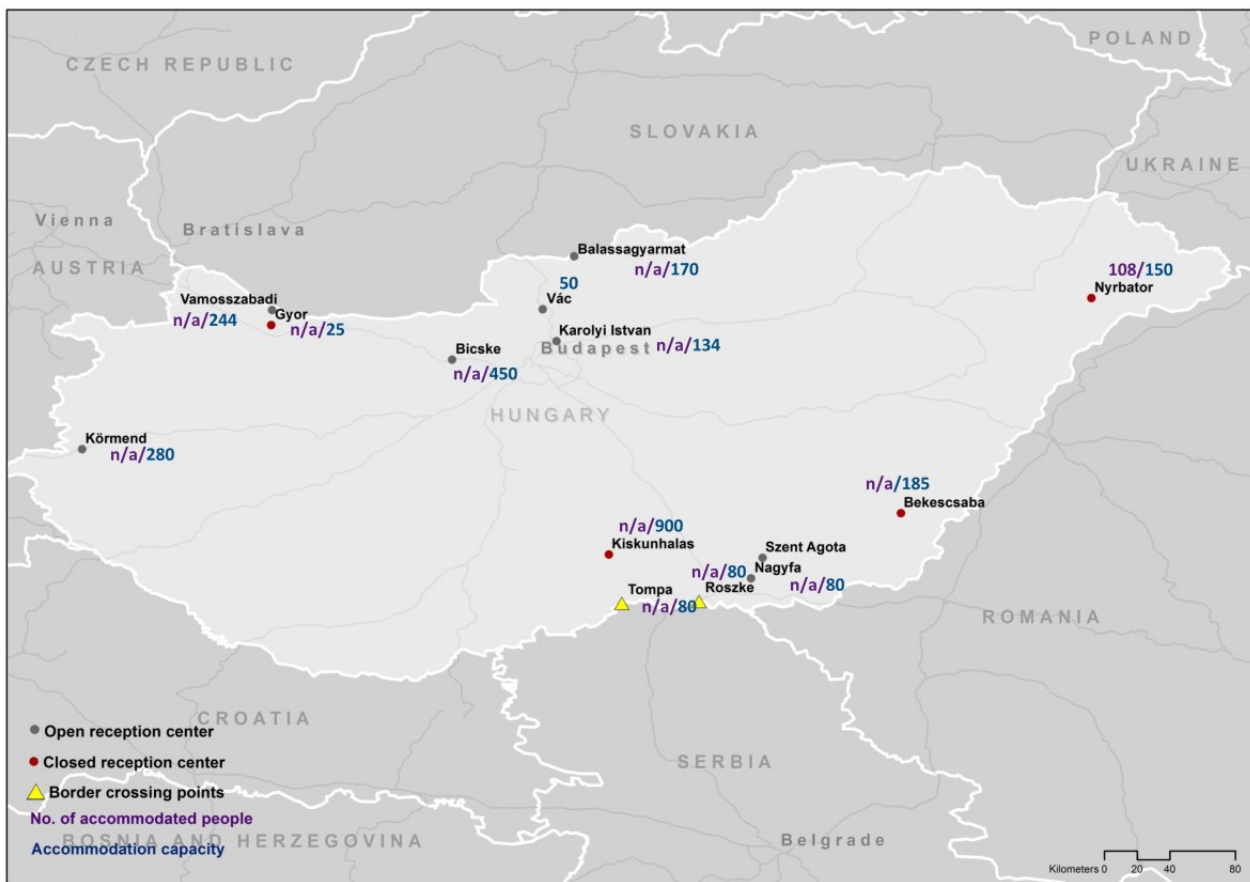 POLAND
CZECH REPUBLIC
SLOVAKIA
UKRAINE
Vienna
Bratislava
AUSTRIA
Balassagyarmat
n/a/170
108/150
Nyrbator
50
Vác
Vamosszabadi
n/a/244
Gyor
n/a/25
Karolyi Istvan
n/a/134
Budapest
Bicske
n/a/450
HUNGARY
Körmend
n/a/280
n/a/185
Bekescsaba
n/a/900
Kiskunhalas
Szent Agota
n/a/80
Nagyfa
n/a/80
Roszke
Tompa
n/a/80
ROMANIA
CROATIA
SERBIA
Open reception center
Closed reception center
Border crossing points
No. of accommodated people
BOSNIA AND HERZEGOVINA
Accommodation capacity
Belgrade
Kilometers 0 20 40 80